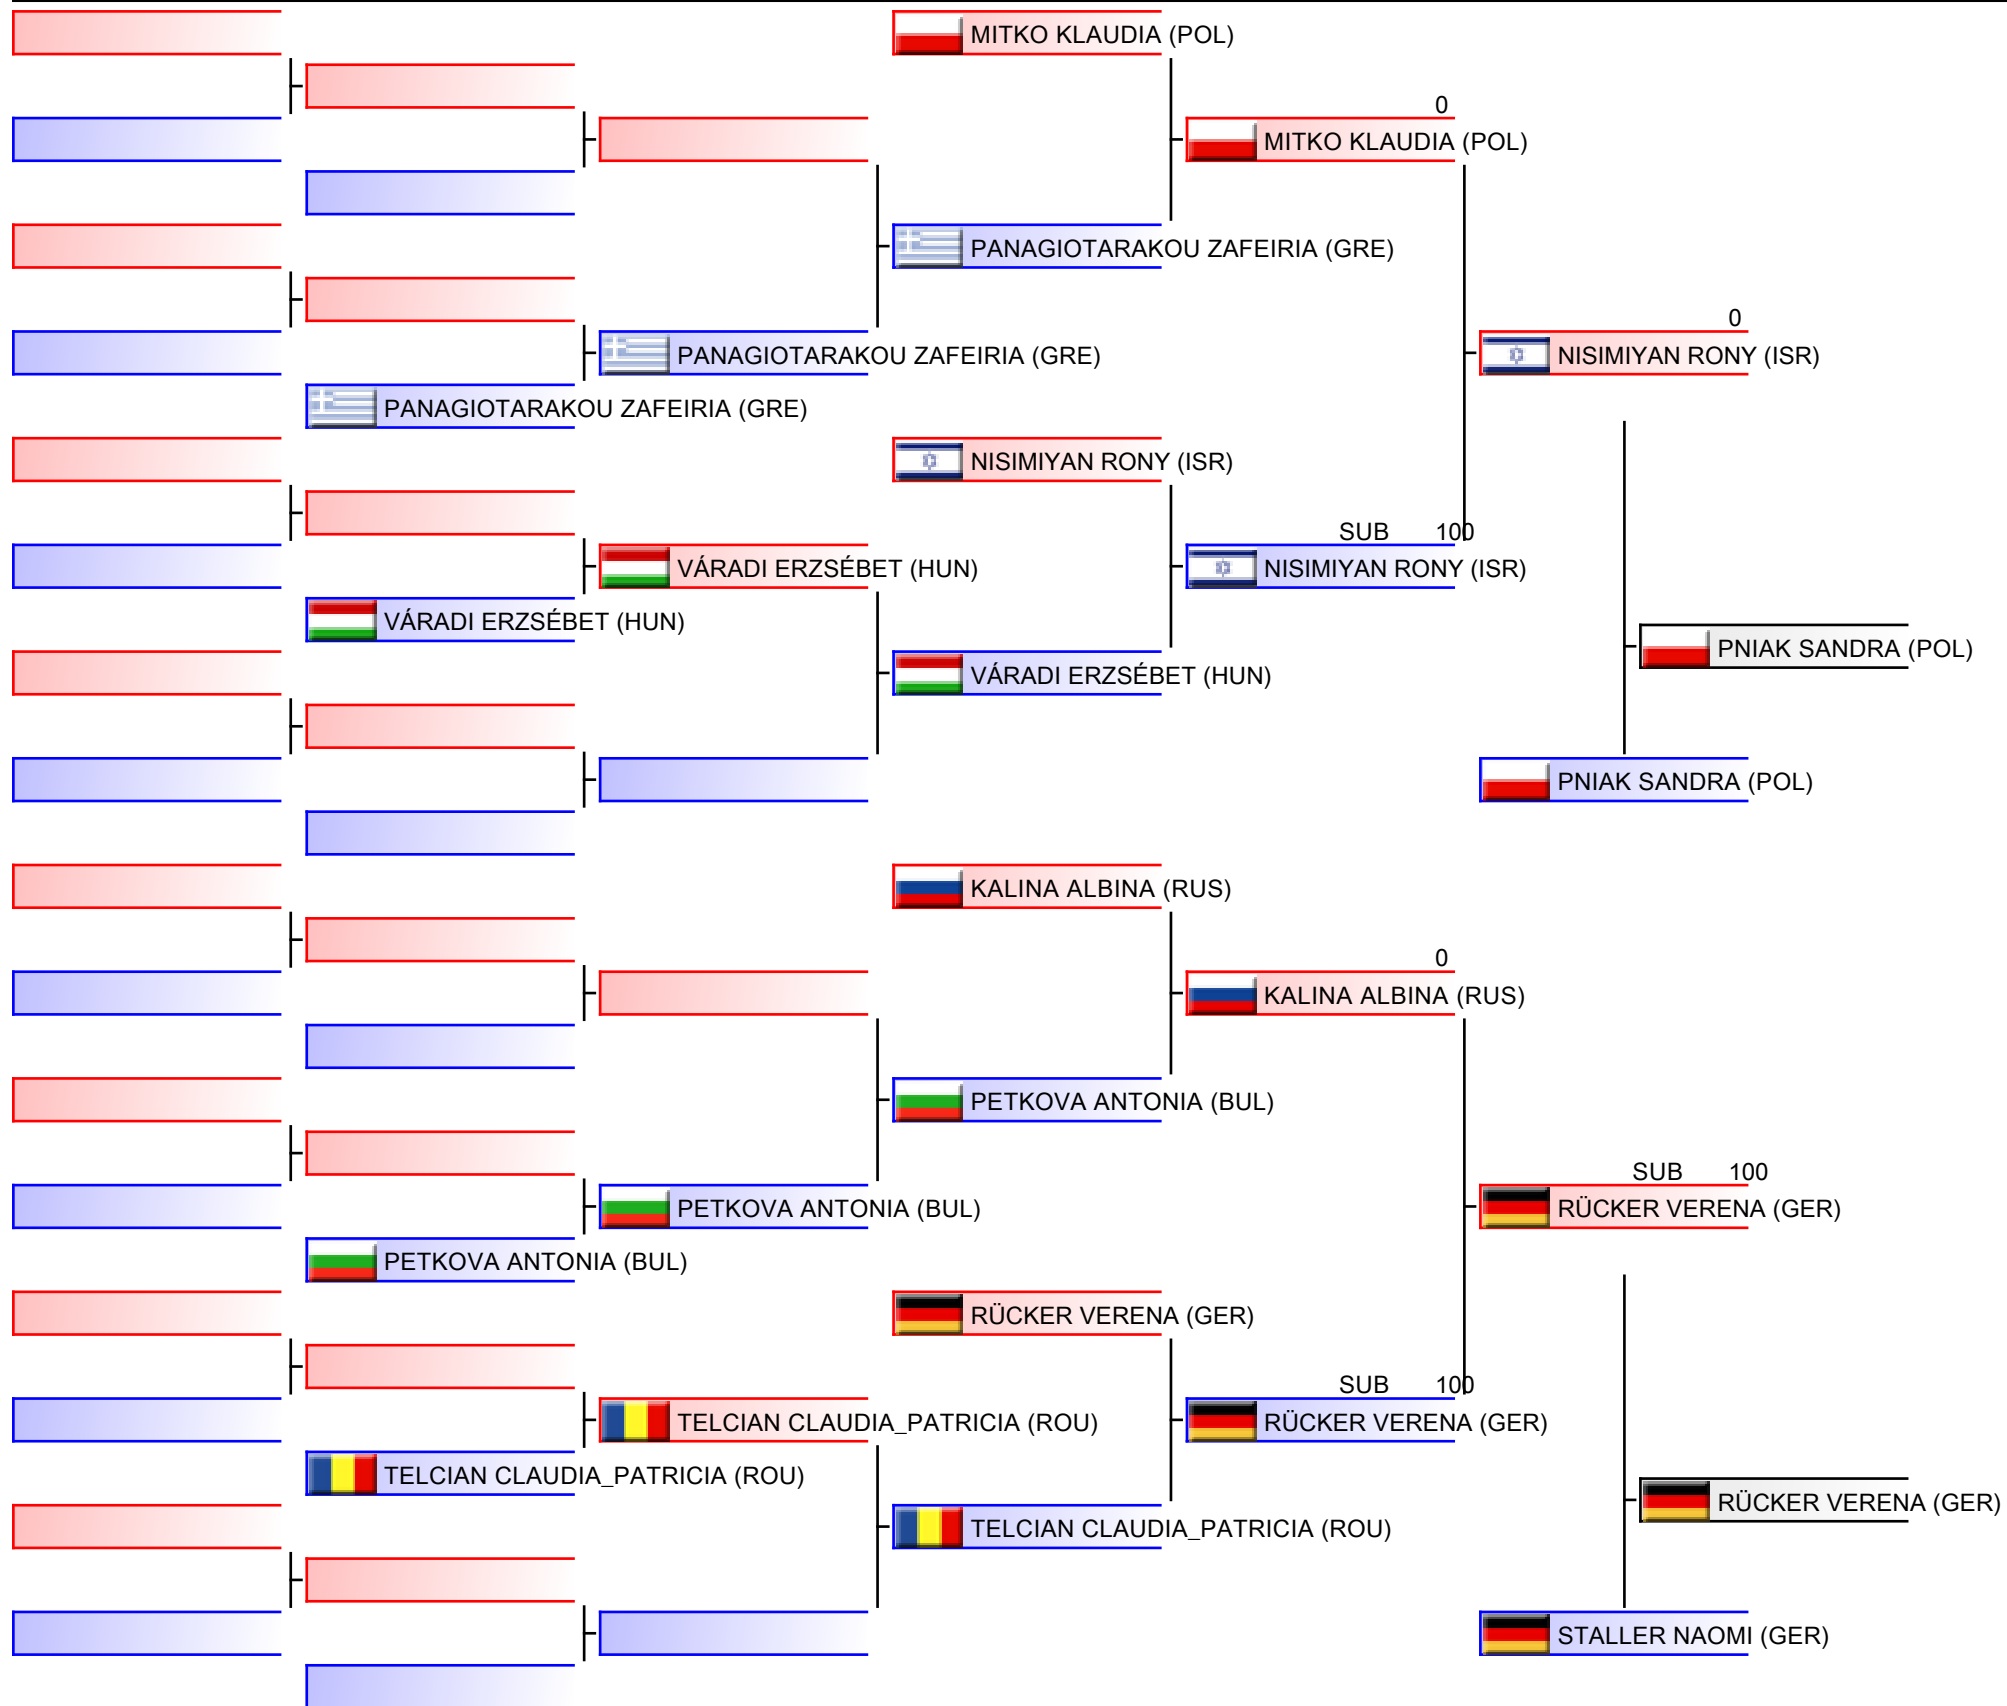 MITKO KLAUDIA (POL)
0
MITKO KLAUDIA (POL)
PANAGIOTARAKOU ZAFEIRIA (GRE)
0
PANAGIOTARAKOU ZAFEIRIA (GRE)
NISIMIYAN RONY (ISR)
PANAGIOTARAKOU ZAFEIRIA (GRE)
NISIMIYAN RONY (ISR)
SUB 100
VÁRADI ERZSÉBET (HUN)
NISIMIYAN RONY (ISR)
VÁRADI ERZSÉBET (HUN)
PNIAK SANDRA (POL)
VÁRADI ERZSÉBET (HUN)
PNIAK SANDRA (POL)
KALINA ALBINA (RUS)
0
KALINA ALBINA (RUS)
PETKOVA ANTONIA (BUL)
SUB 100
PETKOVA ANTONIA (BUL)
RÜCKER VERENA (GER)
PETKOVA ANTONIA (BUL)
RÜCKER VERENA (GER)
SUB 100
TELCIAN CLAUDIA_PATRICIA (ROU)
RÜCKER VERENA (GER)
TELCIAN CLAUDIA_PATRICIA (ROU)
RÜCKER VERENA (GER)
TELCIAN CLAUDIA_PATRICIA (ROU)
STALLER NAOMI (GER)